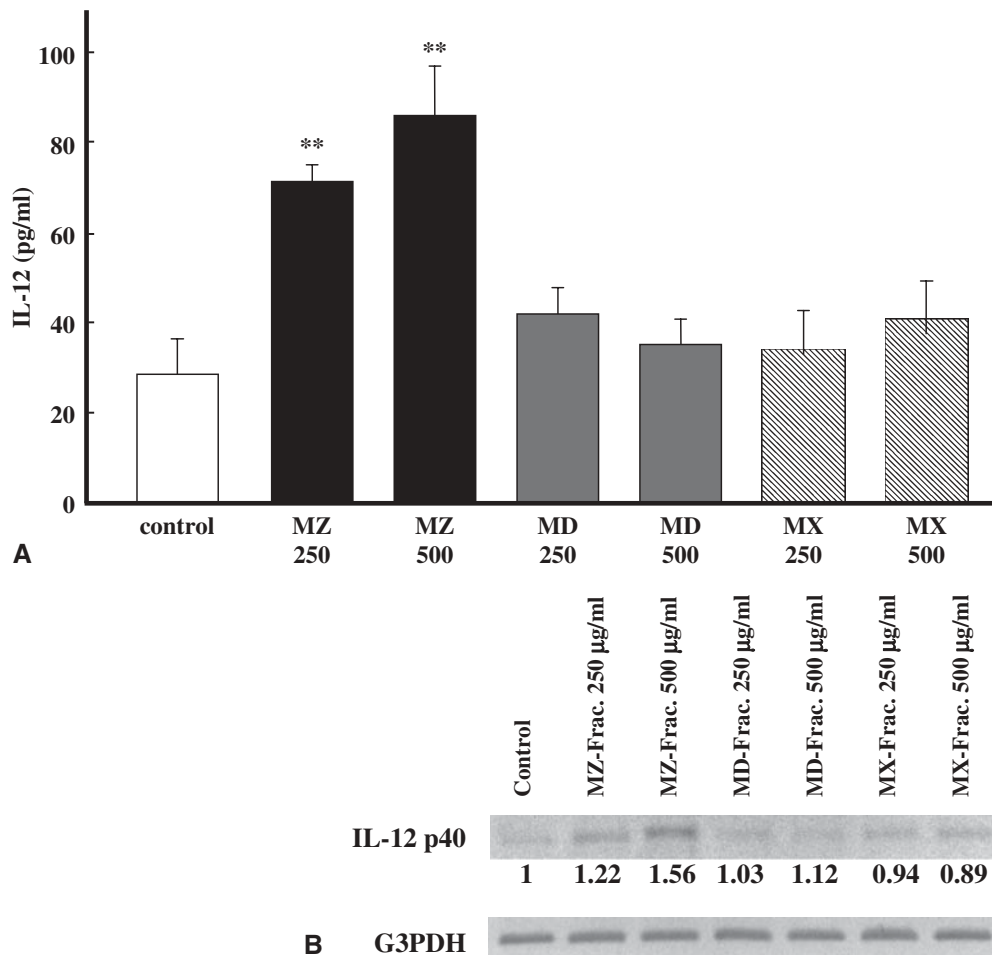 100
80
60
40
20
0
IL-12 (pg/ml)
**
**
control MZ MZ MD MD MX MX
250 500 250 500 250 500
A
Control
MZ-Frac. 250 μg/ml
MZ-Frac. 500 μg/ml
MD-Frac. 250 μg/ml
MD-Frac. 500 μg/ml
MX-Frac. 250 μg/ml
MX-Frac. 500 μg/ml
IL-12 p40
1 1.22 1.56 1.03 1.12 0.94 0.89
B G3PDH